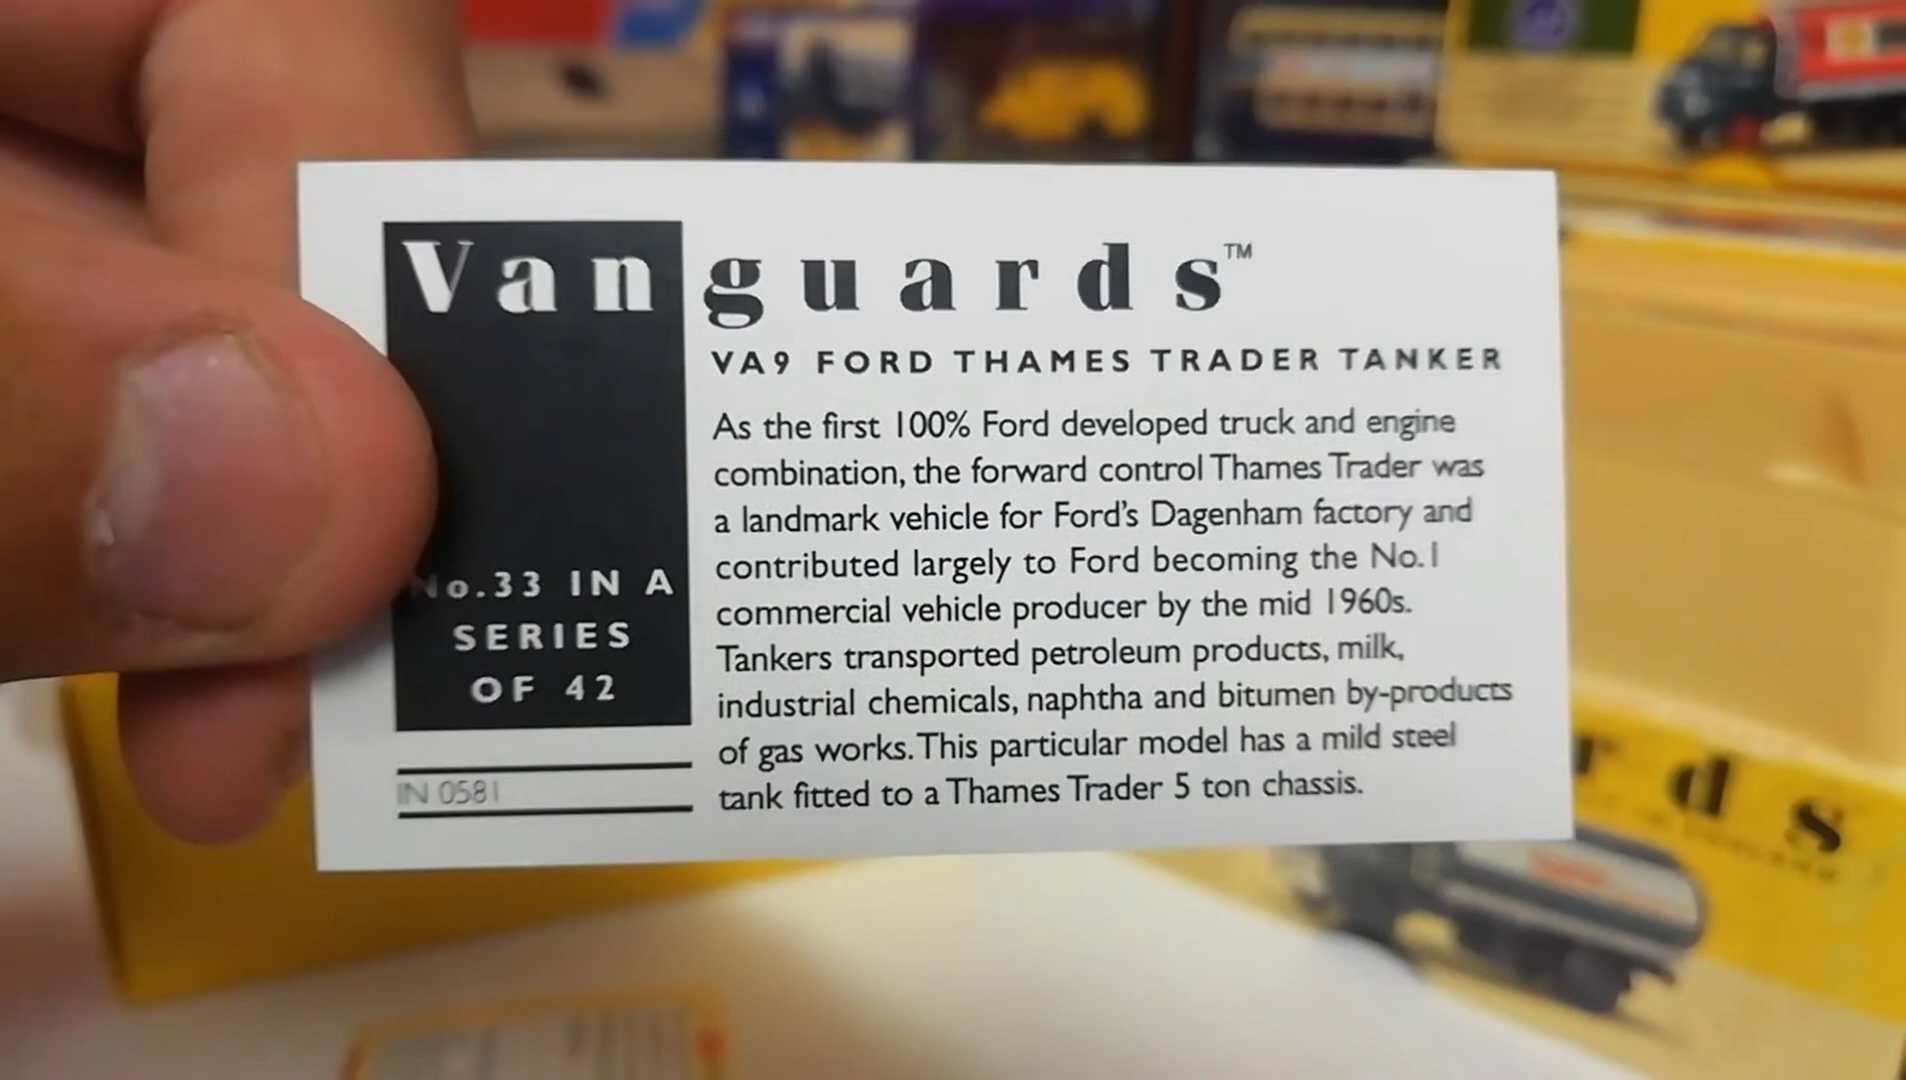 Vanguards™
VA9 FORD THAMES TRADER TANKER
As the first 100% Ford developed truck and engine
combination, the forward control Thames Trader was
a landmark vehicle for Ford's Dagenham factory and
contributed largely to Ford becoming the No.1
commercial vehicle producer by the mid 1960s.
Tankers transported petroleum products, milk,
industrial chemicals, naphtha and bitumen by-products
of gas works. This particular model has a mild steel
tank fitted to a Thames Trader 5 ton chassis.
No.33 IN A
SERIES
OF 42
IN 0581
r d s